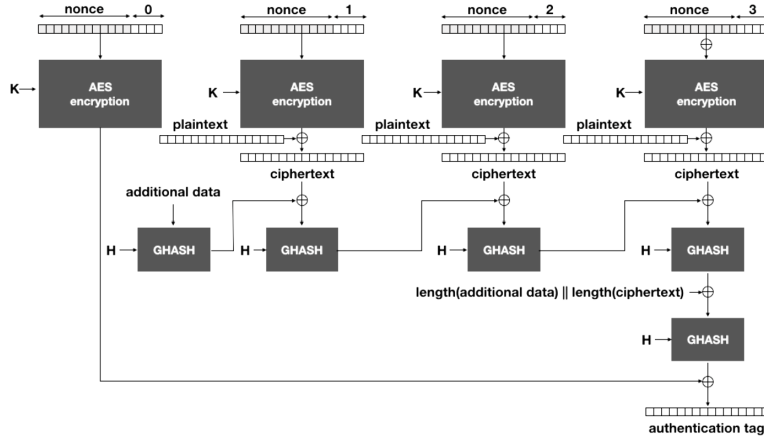 nonce 0 nonce 1 nonce 2 nonce 3
K AES encryption K AES encryption K AES encryption K AES encryption
plaintext plaintext plaintext
ciphertext ciphertext ciphertext
additional data
H GHASH H GHASH H GHASH H GHASH
length(additional data) || length(ciphertext)
H GHASH
authentication tag